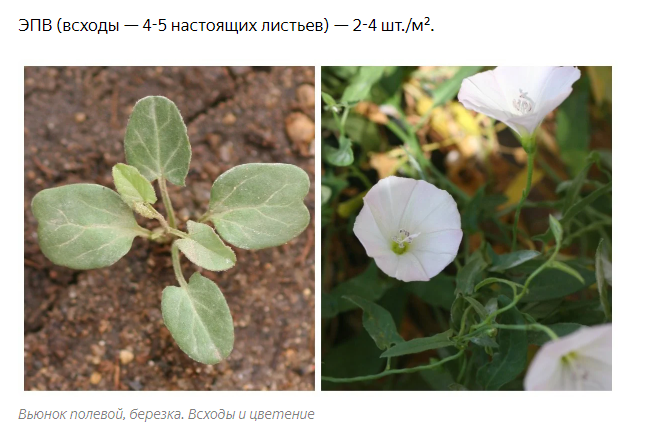 ЭПВ (всходы — 4-5 настоящих листьев) — 2-4 шт./м².
Вьюнок полевой, березка. Всходы и цветение